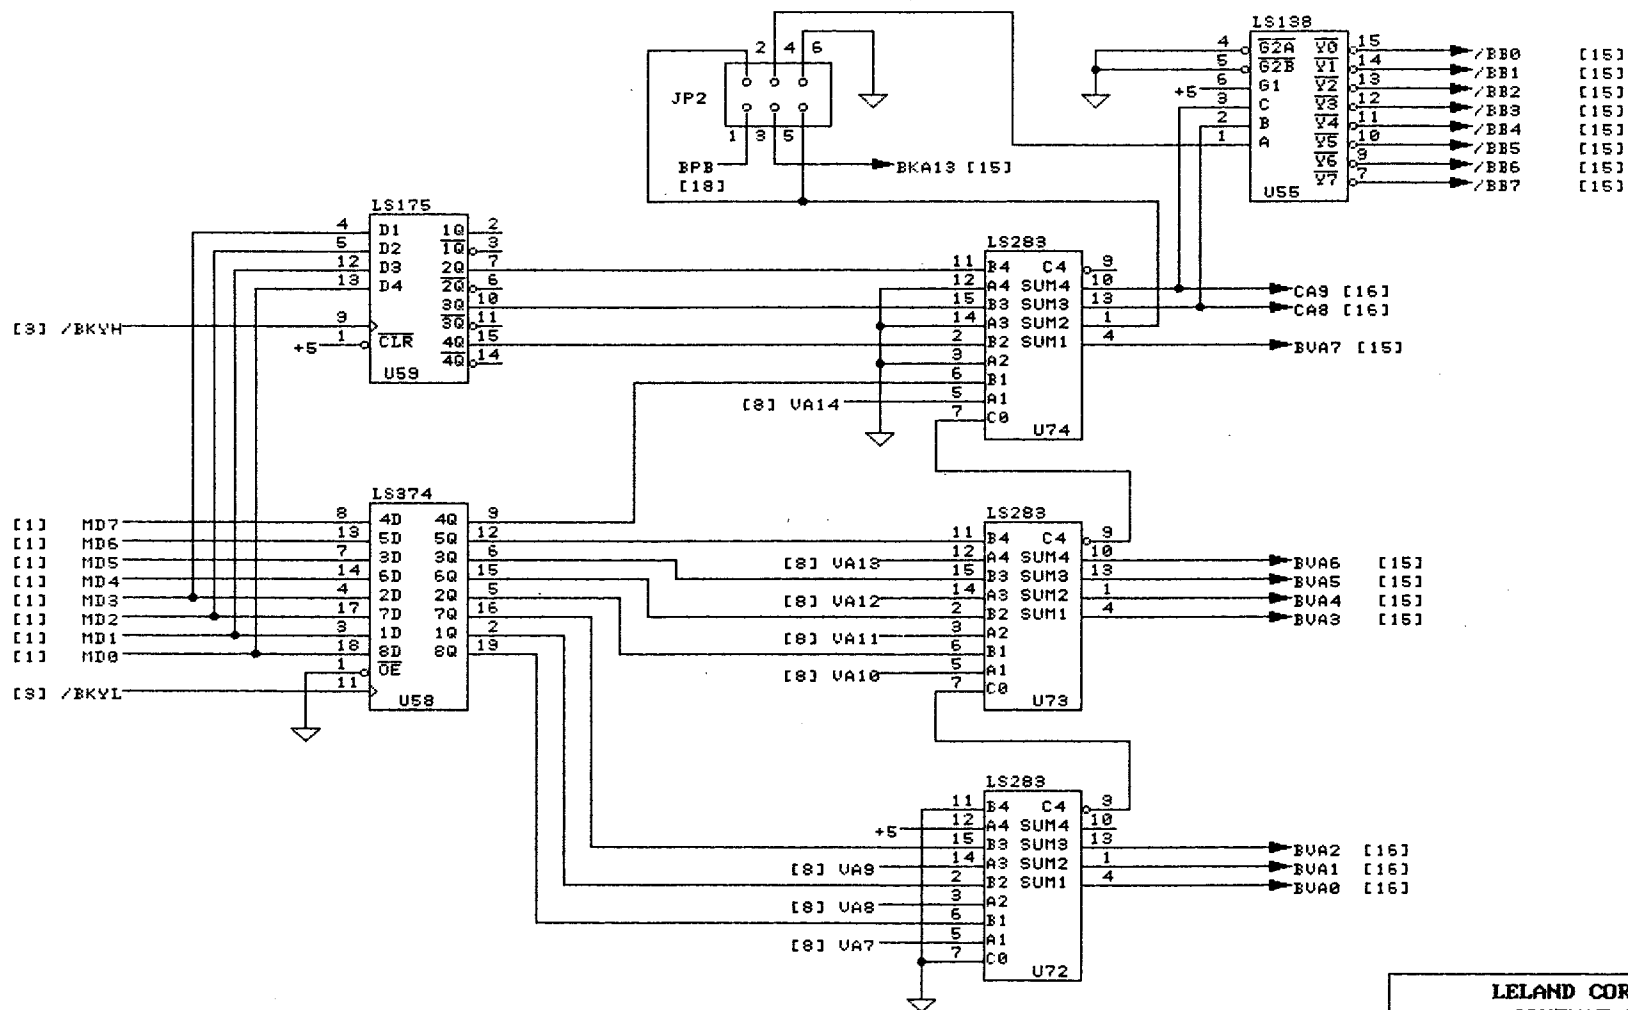 LS138
4 G2A Y0 15 /BB0 [15]
5 G2B Y1 14 /BB1 [15]
+5 6 G1 Y2 13 /BB2 [15]
3 C Y3 12 /BB3 [15]
2 B Y4 11 /BB4 [15]
1 A Y5 10 /BB5 [15]
Y6 9 /BB6 [15]
Y7 7 /BB7 [15]
U55
2 4 6
JP2
1 3 5
BPB
[18]
BKA13 [15]
LS175
4 D1 1Q 2
5 D2 1Q 3
12 D3 2Q 7
13 D4 2Q 6
3Q 10
[3] /BKYH 9 3Q 11
+5 1 CLR 4Q 15
4Q 14
U59
LS283
11 B4 C4 9
12 A4 SUM4 10 CA9 [16]
15 B3 SUM3 13 CA8 [16]
14 A3 SUM2 1
2 B2 SUM1 4 BVA7 [15]
3 A2
6 B1
[8] VA14 5 A1
7 C0
U74
LS374
[1] MD7 8 4D 4Q 9
[1] MD6 13 5D 5Q 12
[1] MD5 7 3D 3Q 6
[1] MD4 14 6D 6Q 15
[1] MD3 4 2D 2Q 5
[1] MD2 17 7D 7Q 16
[1] MD1 3 1D 1Q 2
[1] MD0 18 8D 8Q 19
1 OE
[3] /BKYL 11
U58
LS283
11 B4 C4 9
[8] VA13 12 A4 SUM4 10 BVA6 [15]
15 B3 SUM3 13 BVA5 [15]
[8] VA12 14 A3 SUM2 1 BVA4 [15]
2 B2 SUM1 4 BVA3 [15]
[8] VA11 3 A2
6 B1
[8] VA10 5 A1
7 C0
U73
LS283
11 B4 C4 9
+5 12 A4 SUM4 10
15 B3 SUM3 13 BVA2 [16]
[8] VA9 14 A3 SUM2 1 BVA1 [16]
2 B2 SUM1 4 BVA0 [16]
[8] VA8 3 A2
6 B1
[8] VA7 5 A1
7 C0
U72
LELAND COR